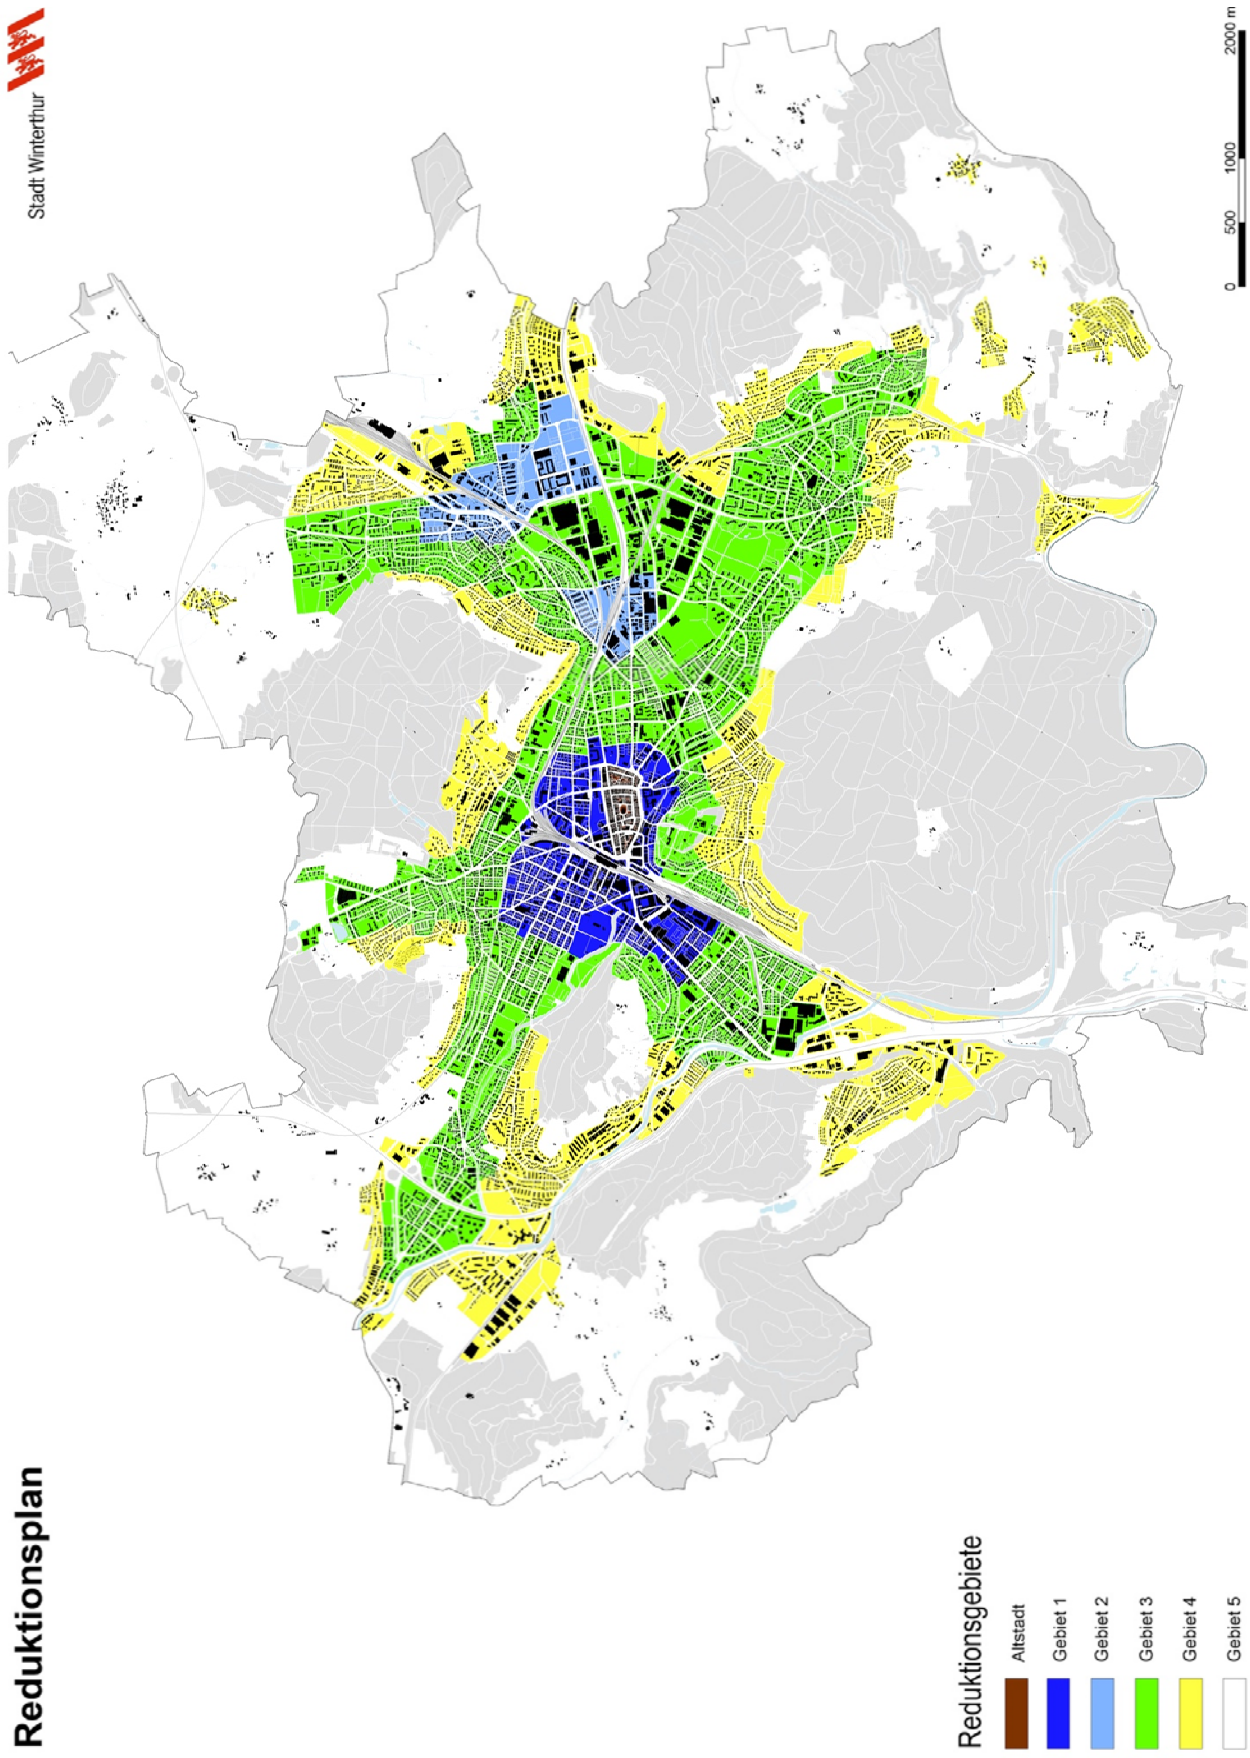 Reduktionsplan
Stadt Winterthur
Reduktionsgebiete
Altstadt
Gebiet 1
Gebiet 2
Gebiet 3
Gebiet 4
Gebiet 5
0 500 1000 2000 m